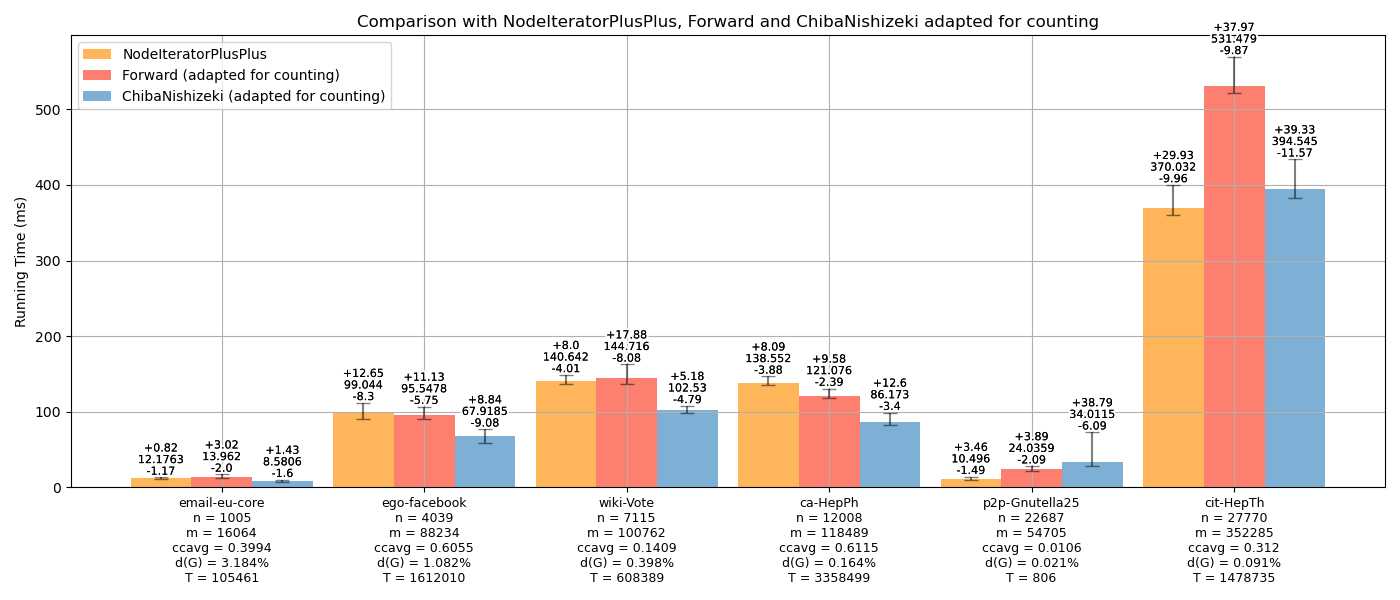 Comparison with NodeIteratorPlusPlus, Forward and ChibaNishizeki adapted for counting
NodeIteratorPlusPlus
Forward (adapted for counting)
ChibaNishizeki (adapted for counting)
Running Time (ms)
500
400
300
200
100
0
+0.82
12.1763
-1.17
+3.02
13.962
-2.0
+1.43
8.5806
-1.6
+12.65
99.044
-8.3
+11.13
95.5478
-5.75
+8.84
67.9185
-9.08
+8.0
140.642
-4.01
+17.88
144.716
-8.08
+5.18
102.53
-4.79
+8.09
138.552
-3.88
+9.58
121.076
-2.39
+12.6
86.173
-3.4
+3.46
10.496
-1.49
+3.89
24.0359
-2.09
+38.79
34.0115
-6.09
+29.93
370.032
-9.96
+37.97
531.479
-9.87
+39.33
394.545
-11.57
email-eu-core
n = 1005
m = 16064
ccavg = 0.3994
d(G) = 3.184%
T = 105461
ego-facebook
n = 4039
m = 88234
ccavg = 0.6055
d(G) = 1.082%
T = 1612010
wiki-Vote
n = 7115
m = 100762
ccavg = 0.1409
d(G) = 0.398%
T = 608389
ca-HepPh
n = 12008
m = 118489
ccavg = 0.6115
d(G) = 0.164%
T = 3358499
p2p-Gnutella25
n = 22687
m = 54705
ccavg = 0.0106
d(G) = 0.021%
T = 806
cit-HepTh
n = 27770
m = 352285
ccavg = 0.312
d(G) = 0.091%
T = 1478735